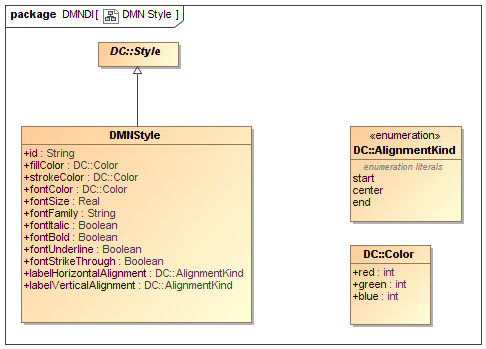 package DMNDI[ DMN Style ]
DC::Style
DMNStyle
+id : String
+fillColor : DC::Color
+strokeColor : DC::Color
+fontColor : DC::Color
+fontSize : Real
+fontFamily : String
+fontItalic : Boolean
+fontBold : Boolean
+fontUnderline : Boolean
+fontStrikeThrough : Boolean
+labelHorizontalAlignment : DC::AlignmentKind
+labelVerticalAlignment : DC::AlignmentKind
«enumeration»
DC::AlignmentKind
enumeration literals
start
center
end
DC::Color
+red : int
+green : int
+blue : int